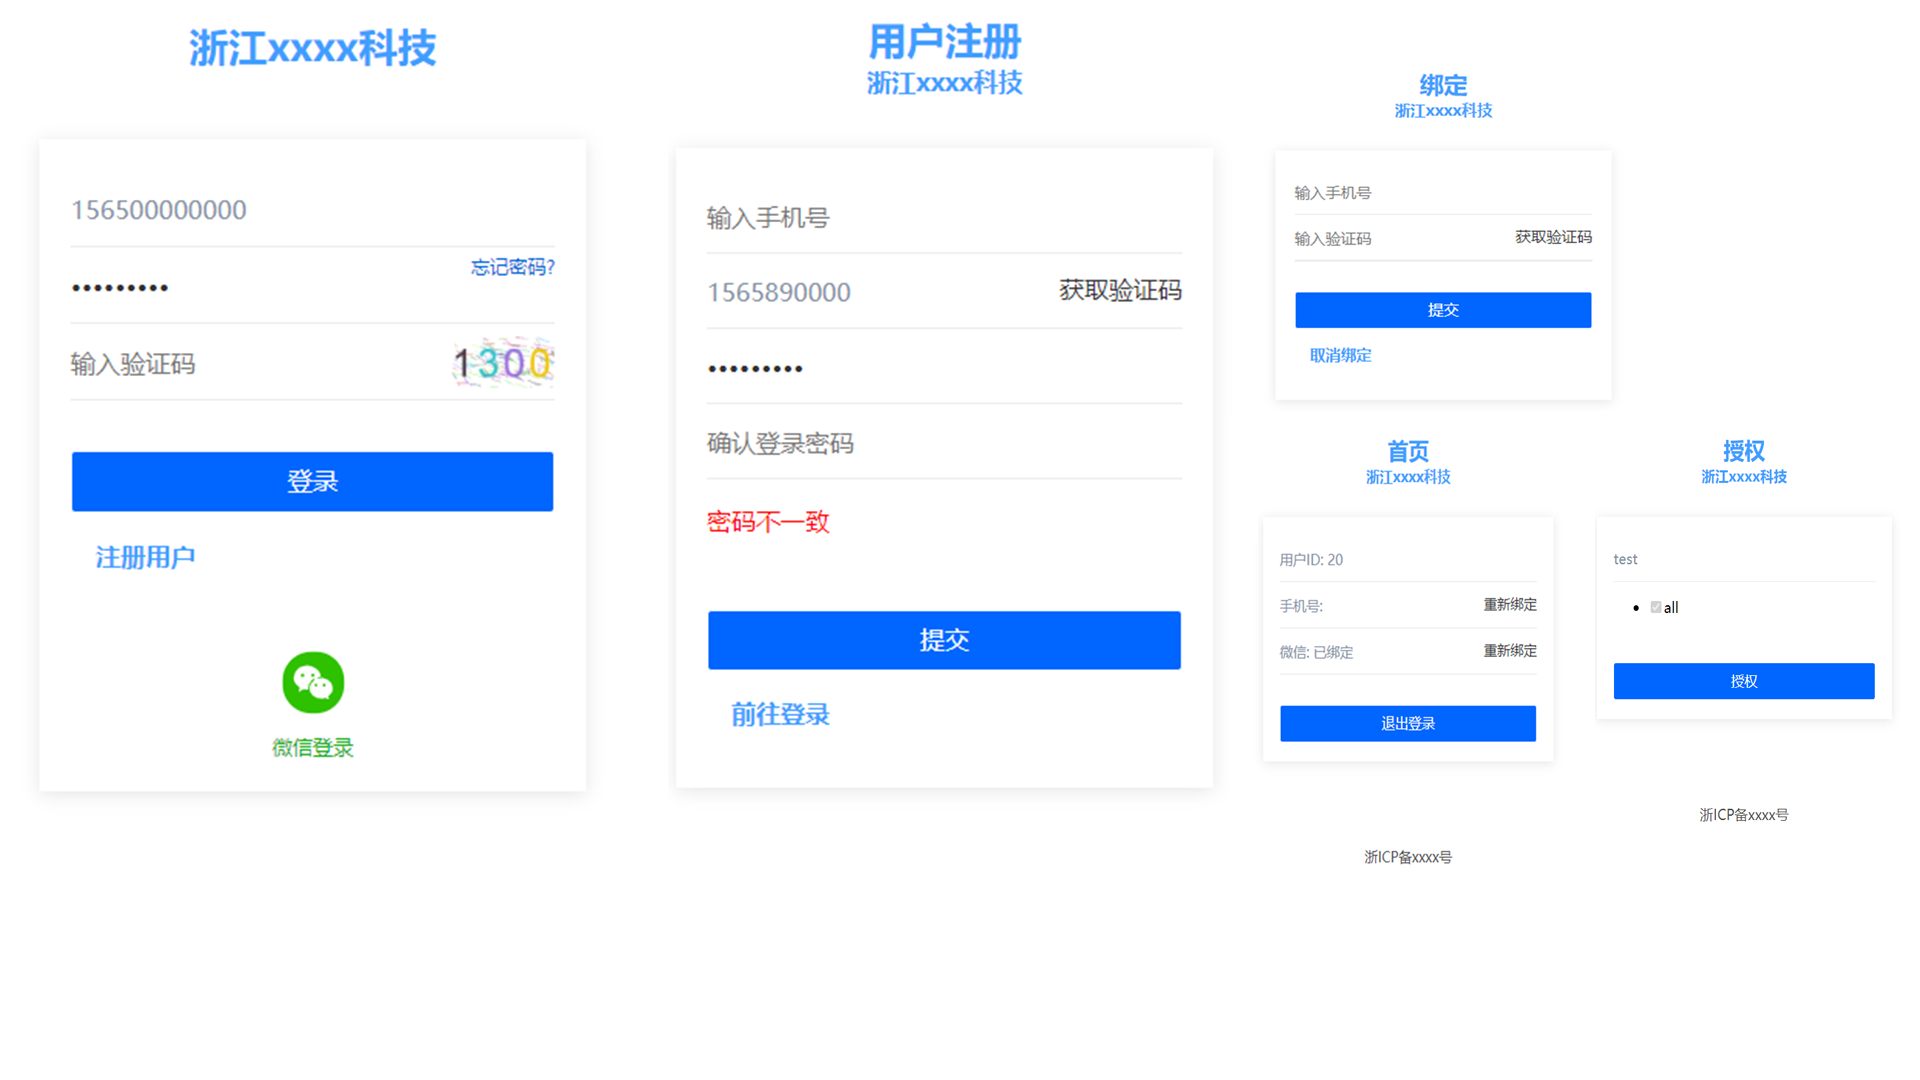 浙江xxxx科技
156500000000
忘记密码?
•••••••••
输入验证码
1300
登录
注册用户
微信登录
用户注册
浙江xxxx科技
输入手机号
1565890000 获取验证码
•••••••••
确认登录密码
密码不一致
提交
前往登录
绑定
浙江xxxx科技
输入手机号
输入验证码 获取验证码
提交
取消绑定
首页
浙江xxxx科技
用户ID: 20
手机号: 重新绑定
微信: 已绑定 重新绑定
退出登录
浙ICP备xxxx号
授权
浙江xxxx科技
test
• all
授权
浙ICP备xxxx号